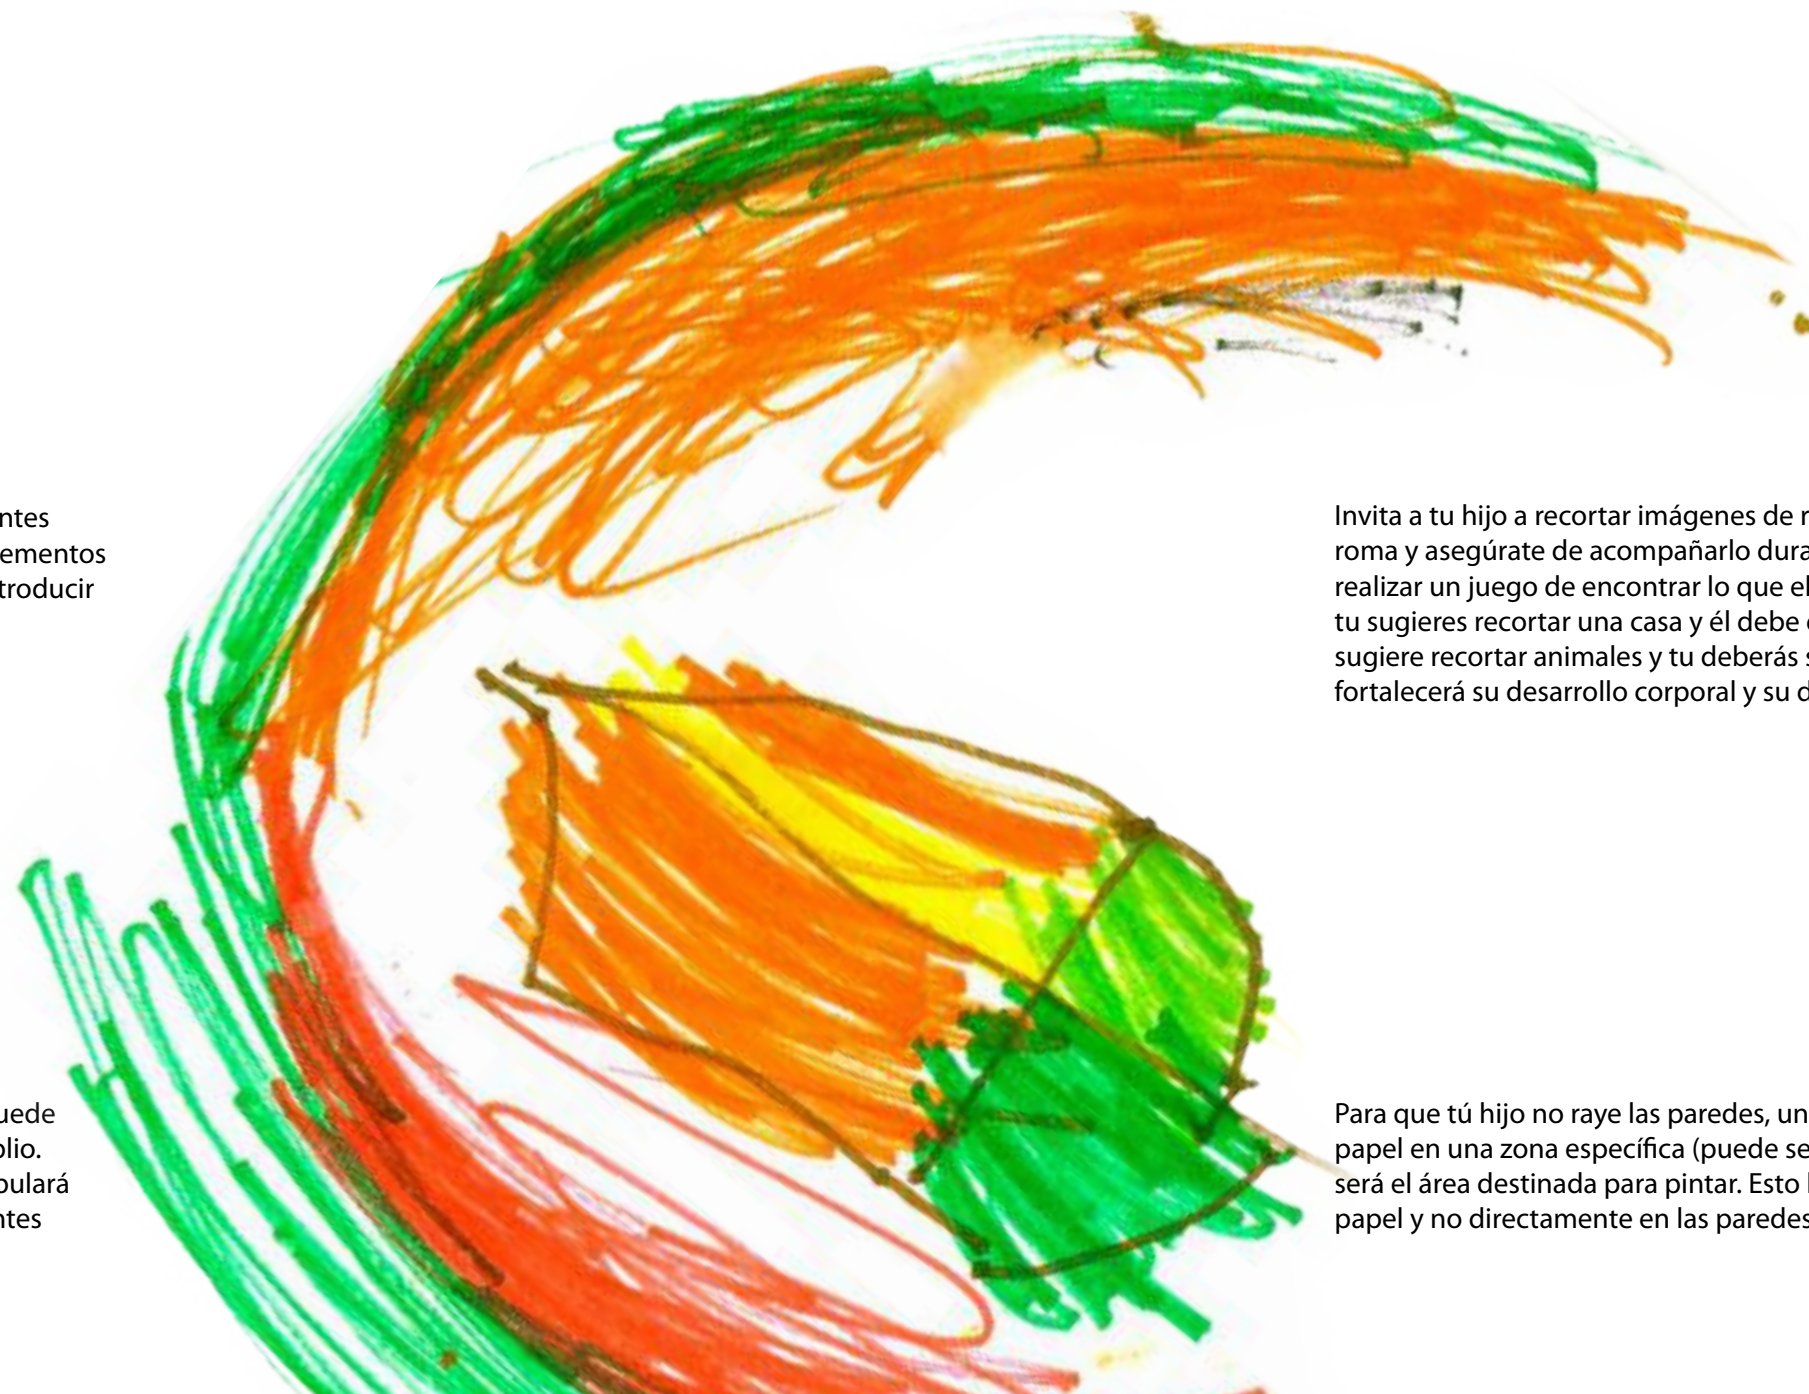 ntes
ementos
troducir
uede
plio.
pulará
ntes
Invita a tu hijo a recortar imágenes de r
roma y asegúrate de acompañarlo dura
realizar un juego de encontrar lo que el
tu sugieres recortar una casa y él debe
sugiere recortar animales y tu deberás s
fortalecerá su desarrollo corporal y su d
Para que tú hijo no raye las paredes, un
papel en una zona específica (puede se
será el área destinada para pintar. Esto
papel y no directamente en las paredes